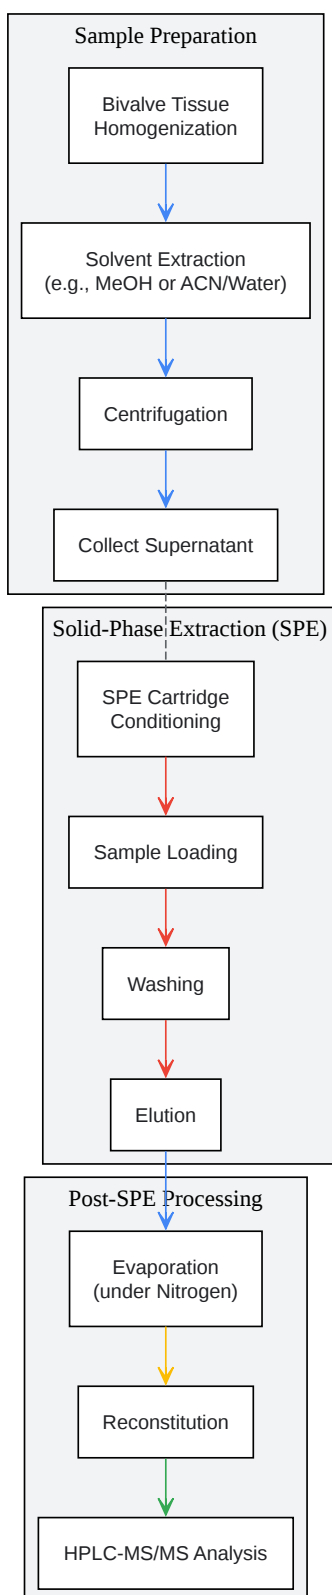 Sample Preparation
Bivalve Tissue
Homogenization
Solvent Extraction
(e.g., MeOH or ACN/Water)
Centrifugation
Collect Supernatant
Solid-Phase Extraction (SPE)
SPE Cartridge
Conditioning
Sample Loading
Washing
Elution
Post-SPE Processing
Evaporation
(under Nitrogen)
Reconstitution
HPLC-MS/MS Analysis